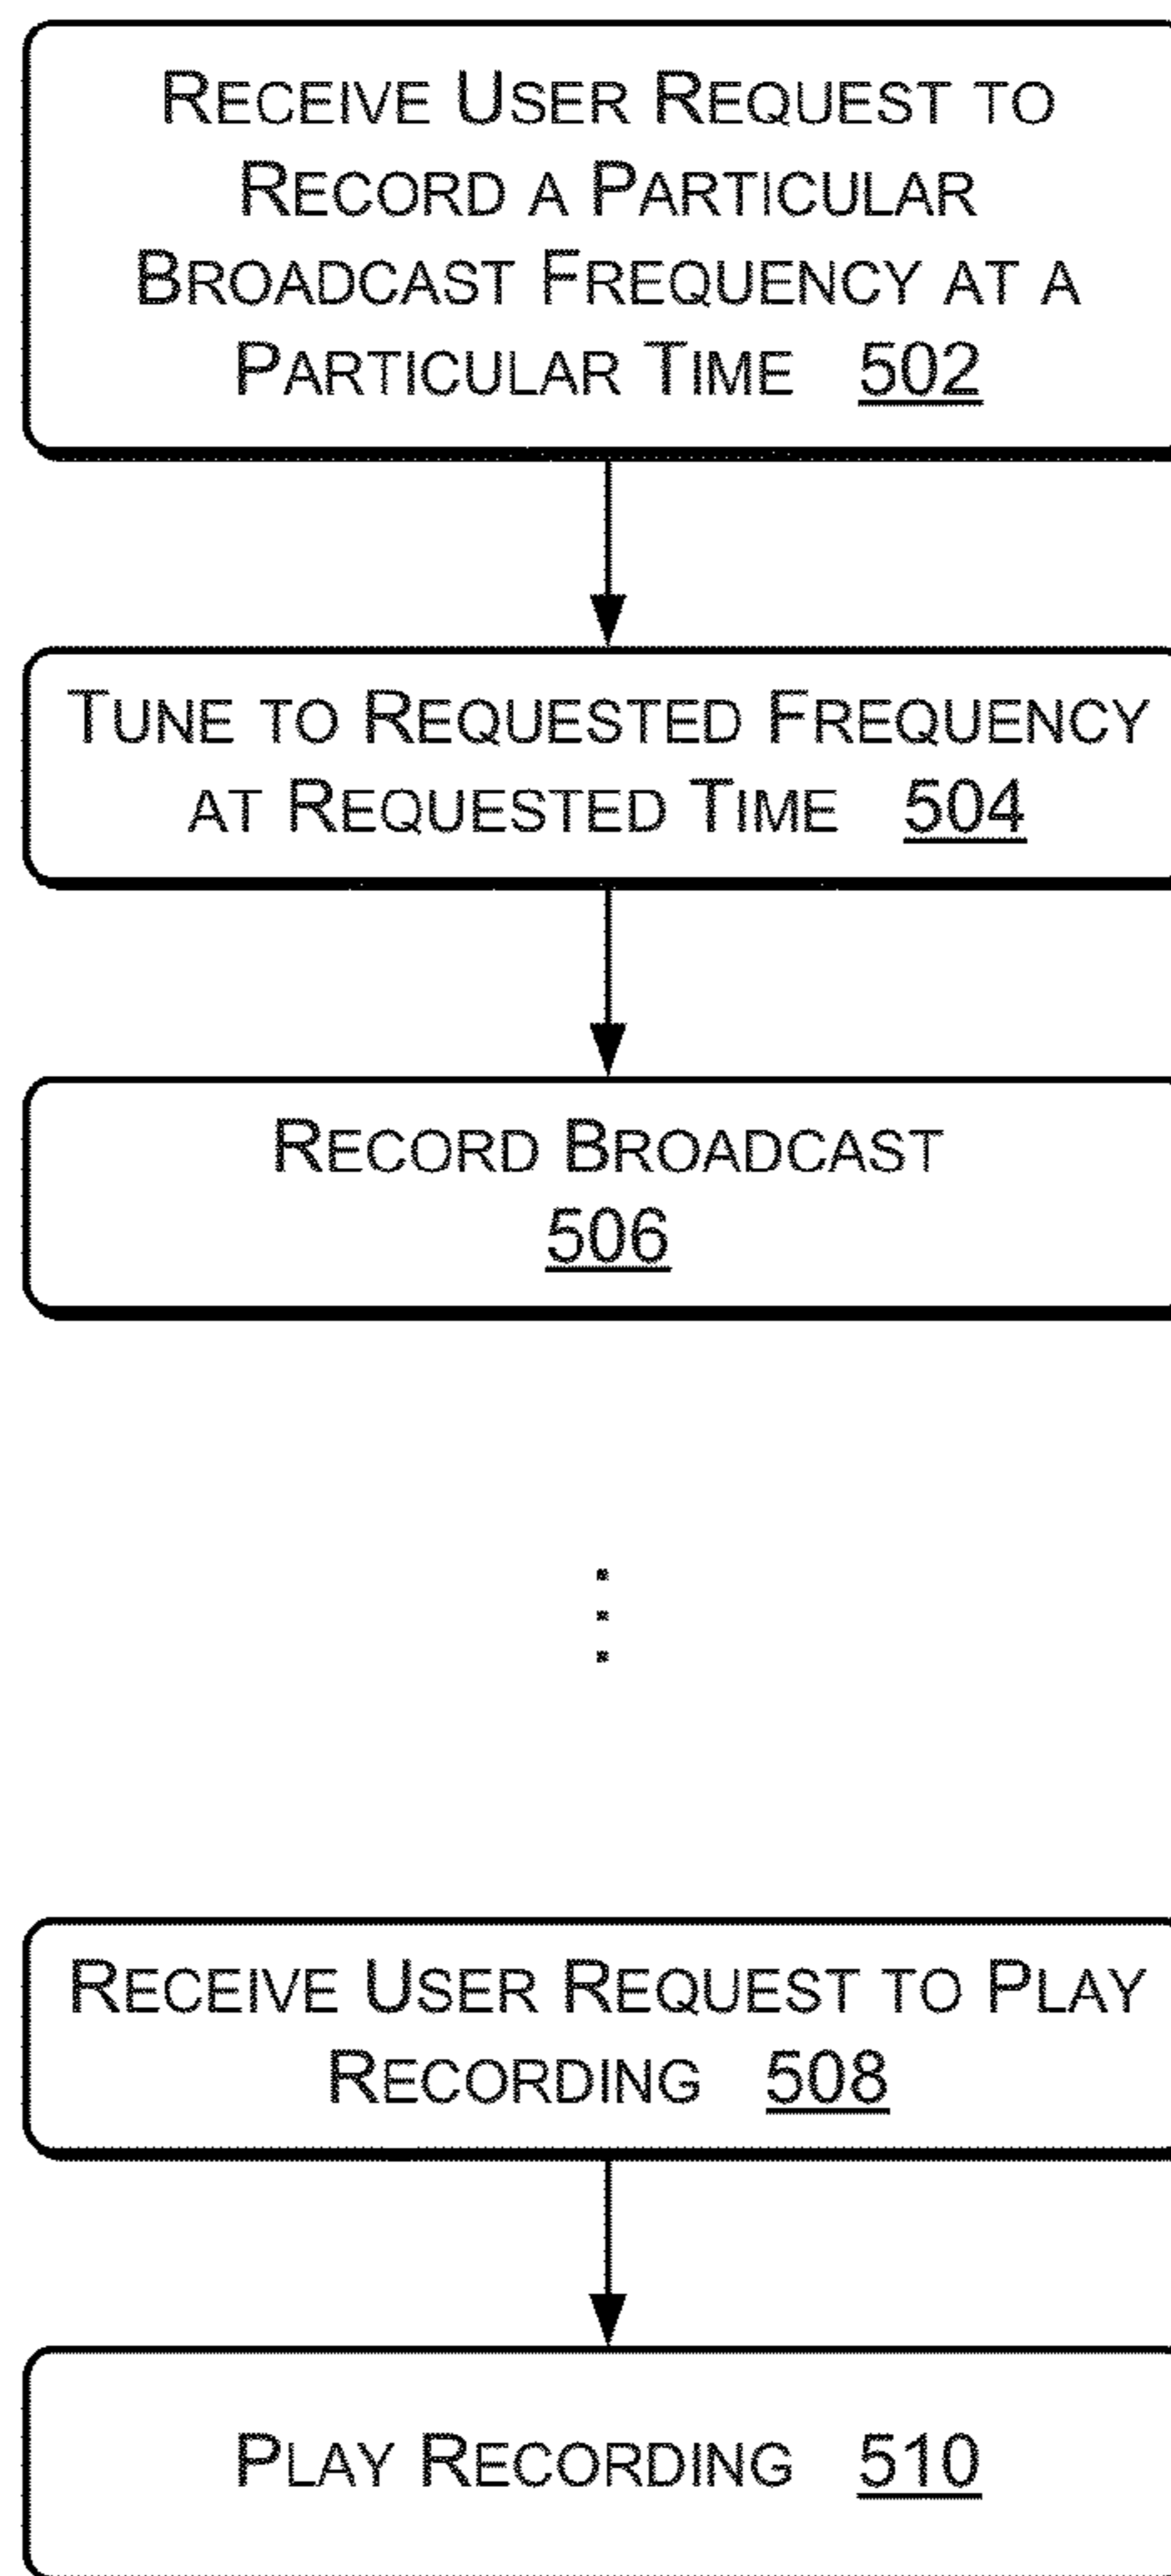 RECEIVE USER REQUEST TO
RECORD A PARTICULAR
BROADCAST FREQUENCY AT A
PARTICULAR TIME 502
TUNE TO REQUESTED FREQUENCY
AT REQUESTED TIME 504
RECORD BROADCAST
506
RECEIVE USER REQUEST TO PLAY
RECORDING 508
PLAY RECORDING 510